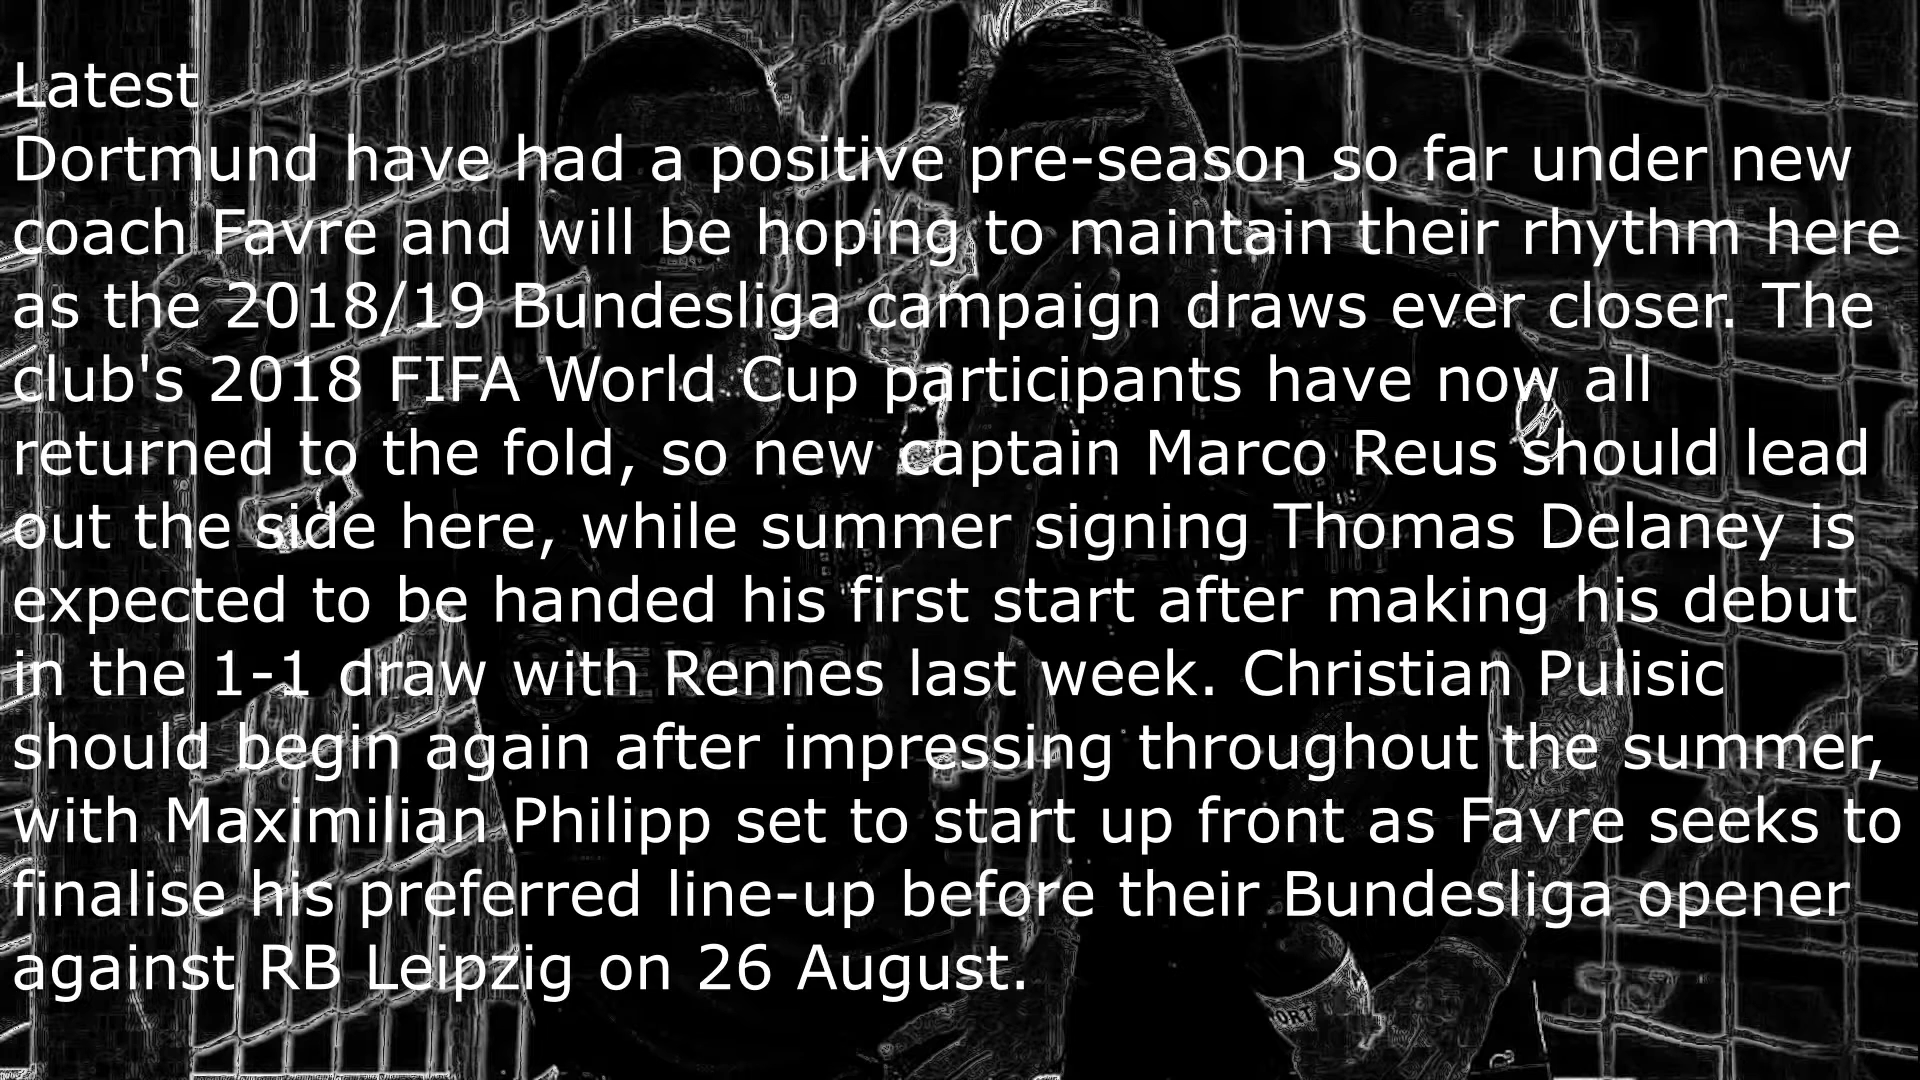 Latest
Dortmund have had a positive pre-season so far under new
coach Favre and will be hoping to maintain their rhythm here
as the 2018/19 Bundesliga campaign draws ever closer. The
club's 2018 FIFA World Cup participants have now all
returned to the fold, so new captain Marco Reus should lead
out the side here, while summer signing Thomas Delaney is
expected to be handed his first start after making his debut
in the 1-1 draw with Rennes last week. Christian Pulisic
should begin again after impressing throughout the summer,
with Maximilian Philipp set to start up front as Favre seeks to
finalise his preferred line-up before their Bundesliga opener
against RB Leipzig on 26 August.